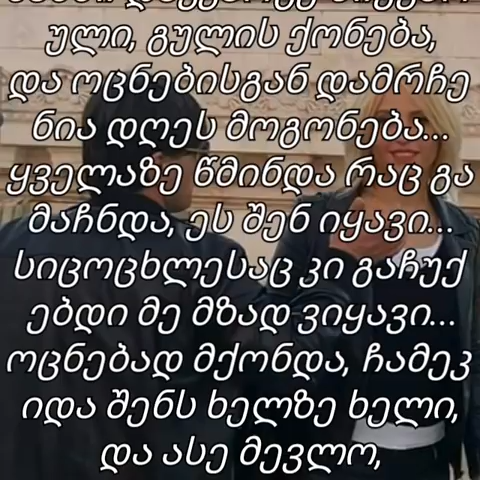 ული, გულის ქონება,
და ოცნებისგან დამრჩე
ნია დღეს მოგონება...
ყველაზე წმინდა რაც გა
მაჩნდა, ეს შენ იყავი...
სიცოცხლესაც კი გაჩუქ
ებდი მე მზად ვიყავი...
ოცნებად მქონდა, ჩამეკ
იდა შენს ხელზე ხელი,
და ასე მევლო,